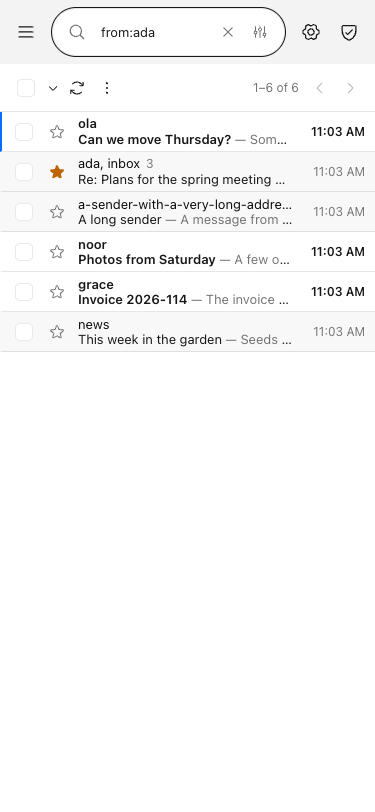 from:ada
1–6 of 6
ola
Can we move Thursday? — Som...
11:03 AM
ada, inbox 3
Re: Plans for the spring meeting ...
11:03 AM
a-sender-with-a-very-long-addre...
A long sender — A message from ...
11:03 AM
noor
Photos from Saturday — A few o...
11:03 AM
grace
Invoice 2026-114 — The invoice ...
11:03 AM
news
This week in the garden — Seeds ...
11:03 AM